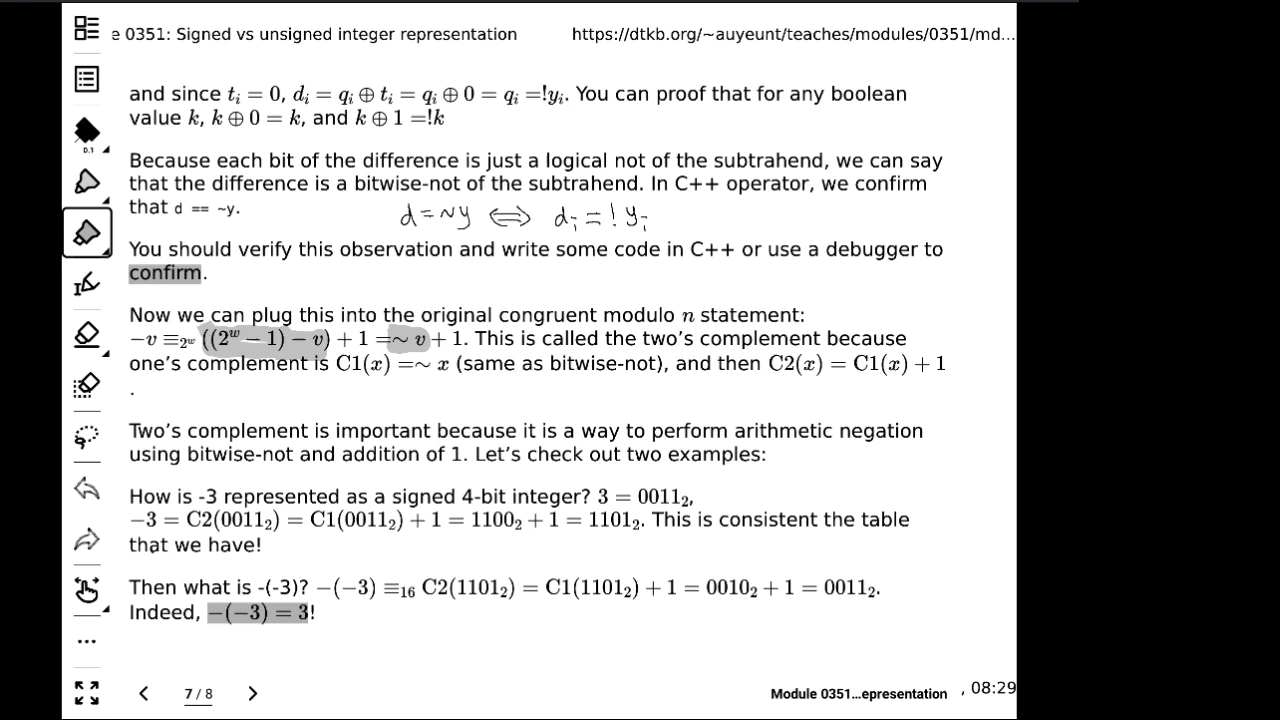 e 0351: Signed vs unsigned integer representation https://dtkb.org/~auyeunt/teaches/modules/0351/md...
and since tᵢ = 0, dᵢ = qᵢ ⊕ tᵢ = qᵢ ⊕ 0 = qᵢ =!yᵢ. You can proof that for any boolean
value k, k ⊕ 0 = k, and k ⊕ 1 =!k
Because each bit of the difference is just a logical not of the subtrahend, we can say
that the difference is a bitwise-not of the subtrahend. In C++ operator, we confirm
that d == ~y.
d = ~y ⟺ dᵢ = ! yᵢ
You should verify this observation and write some code in C++ or use a debugger to
confirm.
Now we can plug this into the original congruent modulo n statement:
−v ≡_{2^w} ((2^w − 1) − v) + 1 =∼ v + 1. This is called the two’s complement because
one’s complement is C1(x) =∼ x (same as bitwise-not), and then C2(x) = C1(x) + 1
.
Two’s complement is important because it is a way to perform arithmetic negation
using bitwise-not and addition of 1. Let’s check out two examples:
How is -3 represented as a signed 4-bit integer? 3 = 0011₂,
−3 = C2(0011₂) = C1(0011₂) + 1 = 1100₂ + 1 = 1101₂. This is consistent the table
that we have!
Then what is -(-3)? −(−3) ≡₁₆ C2(1101₂) = C1(1101₂) + 1 = 0010₂ + 1 = 0011₂.
Indeed, −(−3) = 3!
0.1
7 / 8
Module 0351...epresentation , 08:29